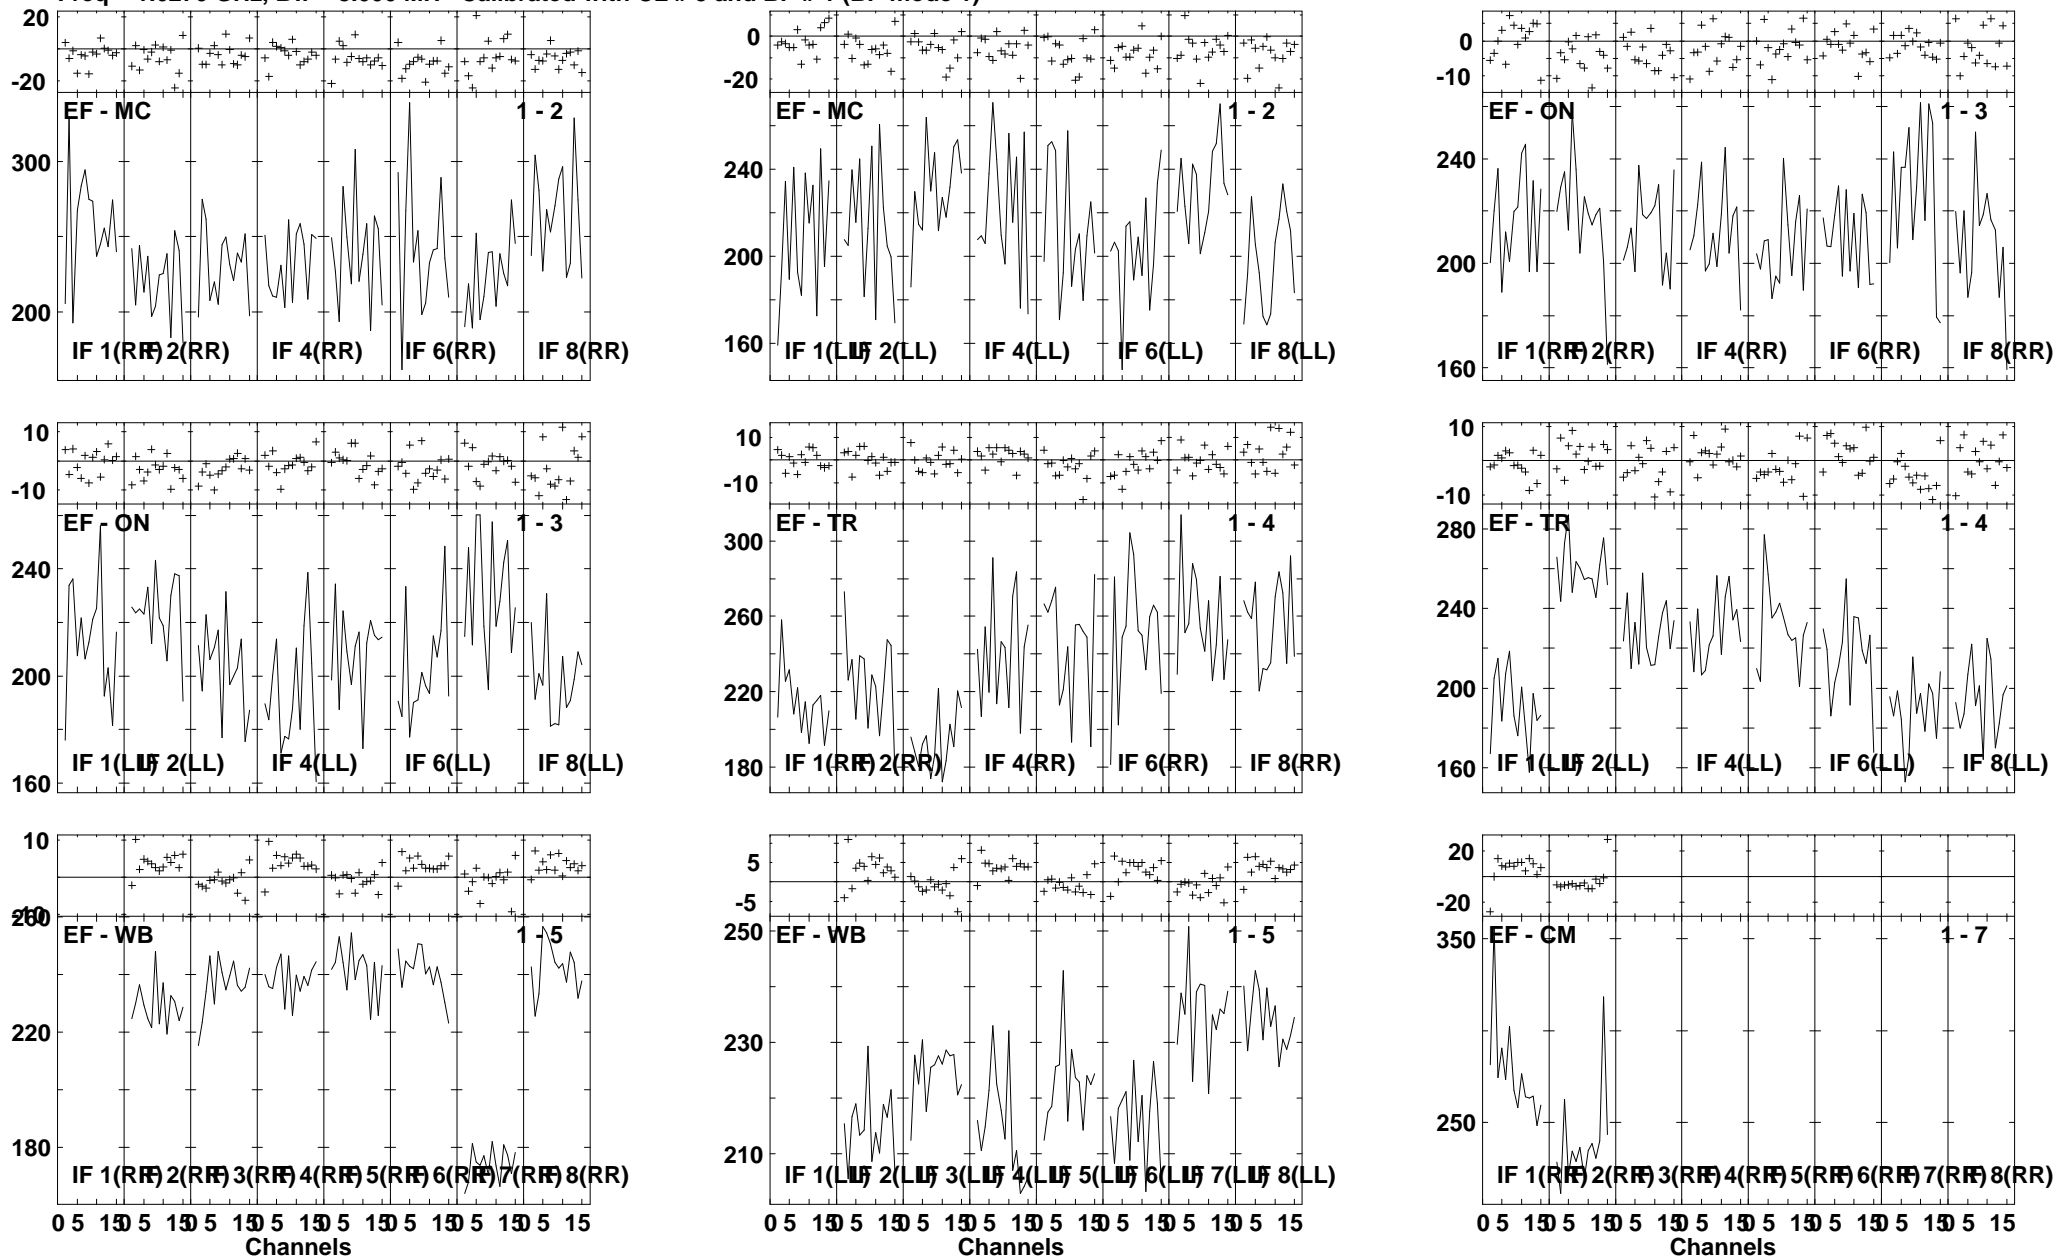 20
0
-20
EF - MC
1 - 2
300
200
IF 1(RR)
IF 2(RR)
IF 4(RR)
IF 6(RR)
IF 8(RR)
0
-20
EF - MC
1 - 2
240
200
160
IF 1(LL)
IF 2(LL)
IF 4(LL)
IF 6(LL)
IF 8(LL)
0
-10
EF - ON
1 - 3
240
200
160
IF 1(RR)
IF 2(RR)
IF 4(RR)
IF 6(RR)
IF 8(RR)
10
-10
EF - ON
1 - 3
240
200
160
IF 1(LL)
IF 2(LL)
IF 4(LL)
IF 6(LL)
IF 8(LL)
10
-10
EF - TR
1 - 4
300
260
220
180
IF 1(RR)
IF 2(RR)
IF 4(RR)
IF 6(RR)
IF 8(RR)
10
-10
EF - TR
1 - 4
280
240
200
160
IF 1(LL)
IF 2(LL)
IF 4(LL)
IF 6(LL)
IF 8(LL)
10
-10
260
EF - WB
1 - 5
220
180
IF 1(RR)
IF 2(RR)
IF 3(RR)
IF 4(RR)
IF 5(RR)
IF 6(RR)
IF 7(RR)
IF 8(RR)
0 5 15
0 5 15
0 5 15
0 5 15
0 5 15
0 5 15
0 5 15
0 5 15
Channels
5
-5
EF - WB
1 - 5
250
230
210
IF 1(LL)
IF 2(LL)
IF 3(LL)
IF 4(LL)
IF 5(LL)
IF 6(LL)
IF 7(LL)
IF 8(LL)
0 5 15
0 5 15
0 5 15
0 5 15
0 5 15
0 5 15
0 5 15
0 5 15
Channels
20
-20
EF - CM
1 - 7
350
250
IF 1(RR)
IF 2(RR)
IF 3(RR)
IF 4(RR)
IF 5(RR)
IF 6(RR)
IF 7(RR)
IF 8(RR)
0 5 15
0 5 15
0 5 15
0 5 15
0 5 15
0 5 15
0 5 15
0 5 15